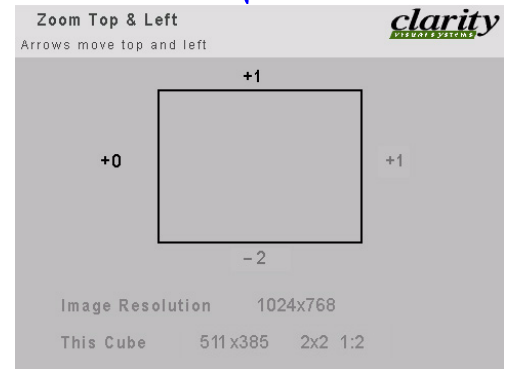 Zoom Top & Left
clarity
VISUAL SYSTEMS
Arrows move top and left
+1
+0
+1
–2
Image Resolution 1024x768
This Cube 511x385 2x2 1:2